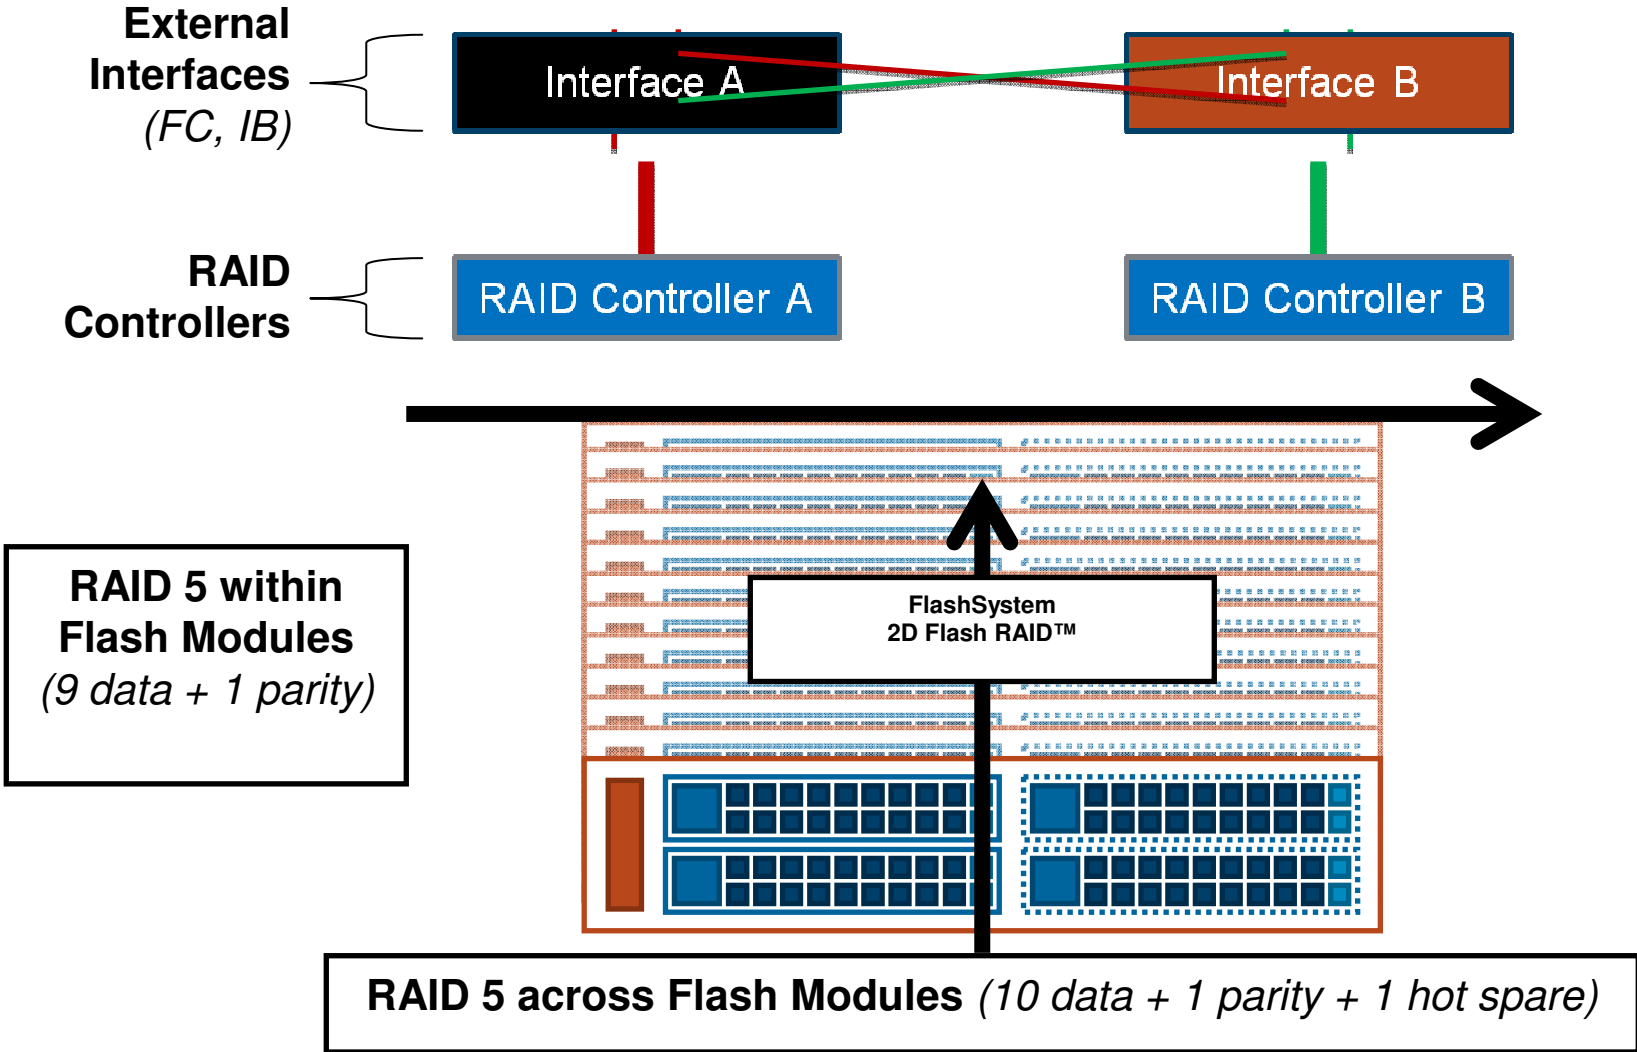 External
Interfaces
(FC, IB)
Interface A
Interface B
RAID
Controllers
RAID Controller A
RAID Controller B
RAID 5 within
Flash Modules
(9 data + 1 parity)
FlashSystem
2D Flash RAID™
RAID 5 across Flash Modules (10 data + 1 parity + 1 hot spare)